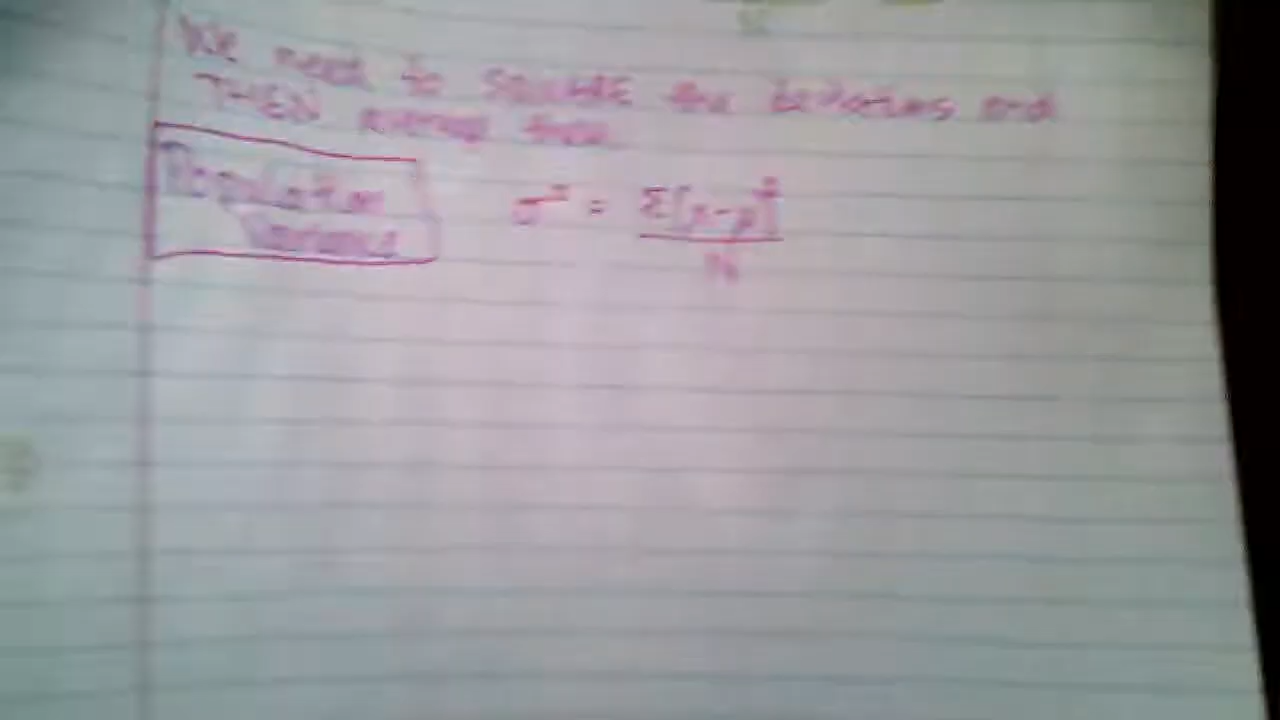 We need to SQUARE the deviations and
THEN average them.
Population
Variance
σ² = Σ(x-μ)²
N